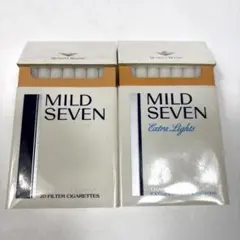 MILD
SEVEN
20 FILTER CIGARETTES
MILD
SEVEN
Extra Lights